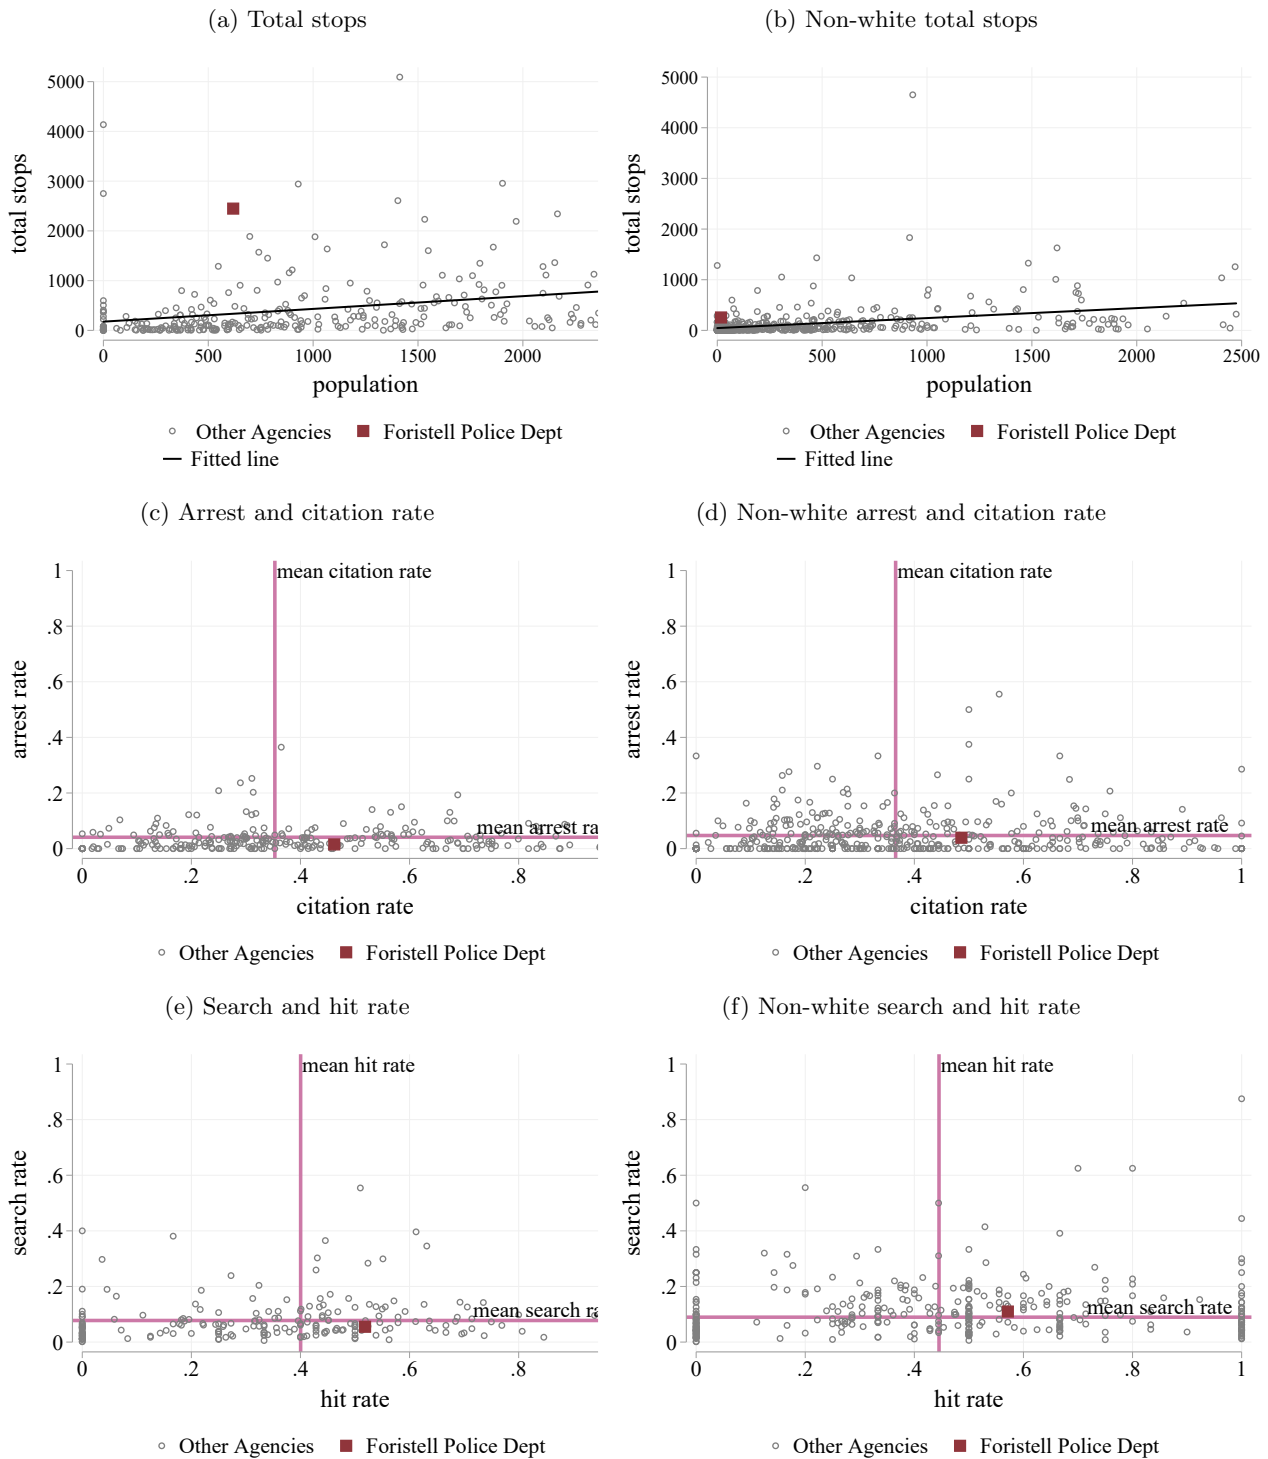 (a) Total stops
(b) Non-white total stops
total stops
5000
4000
3000
2000
1000
0
0 500 1000 1500 2000
population
Other Agencies Foristell Police Dept
Fitted line
total stops
5000
4000
3000
2000
1000
0
0 500 1000 1500 2000 2500
population
Other Agencies Foristell Police Dept
Fitted line
(c) Arrest and citation rate
(d) Non-white arrest and citation rate
arrest rate
1
.8
.6
.4
.2
0
mean citation rate
mean arrest ra
0 .2 .4 .6 .8
citation rate
Other Agencies Foristell Police Dept
arrest rate
1
.8
.6
.4
.2
0
mean citation rate
mean arrest rate
0 .2 .4 .6 .8 1
citation rate
Other Agencies Foristell Police Dept
(e) Search and hit rate
(f) Non-white search and hit rate
search rate
1
.8
.6
.4
.2
0
mean hit rate
mean search ra
0 .2 .4 .6 .8
hit rate
Other Agencies Foristell Police Dept
search rate
1
.8
.6
.4
.2
0
mean hit rate
mean search rate
0 .2 .4 .6 .8 1
hit rate
Other Agencies Foristell Police Dept